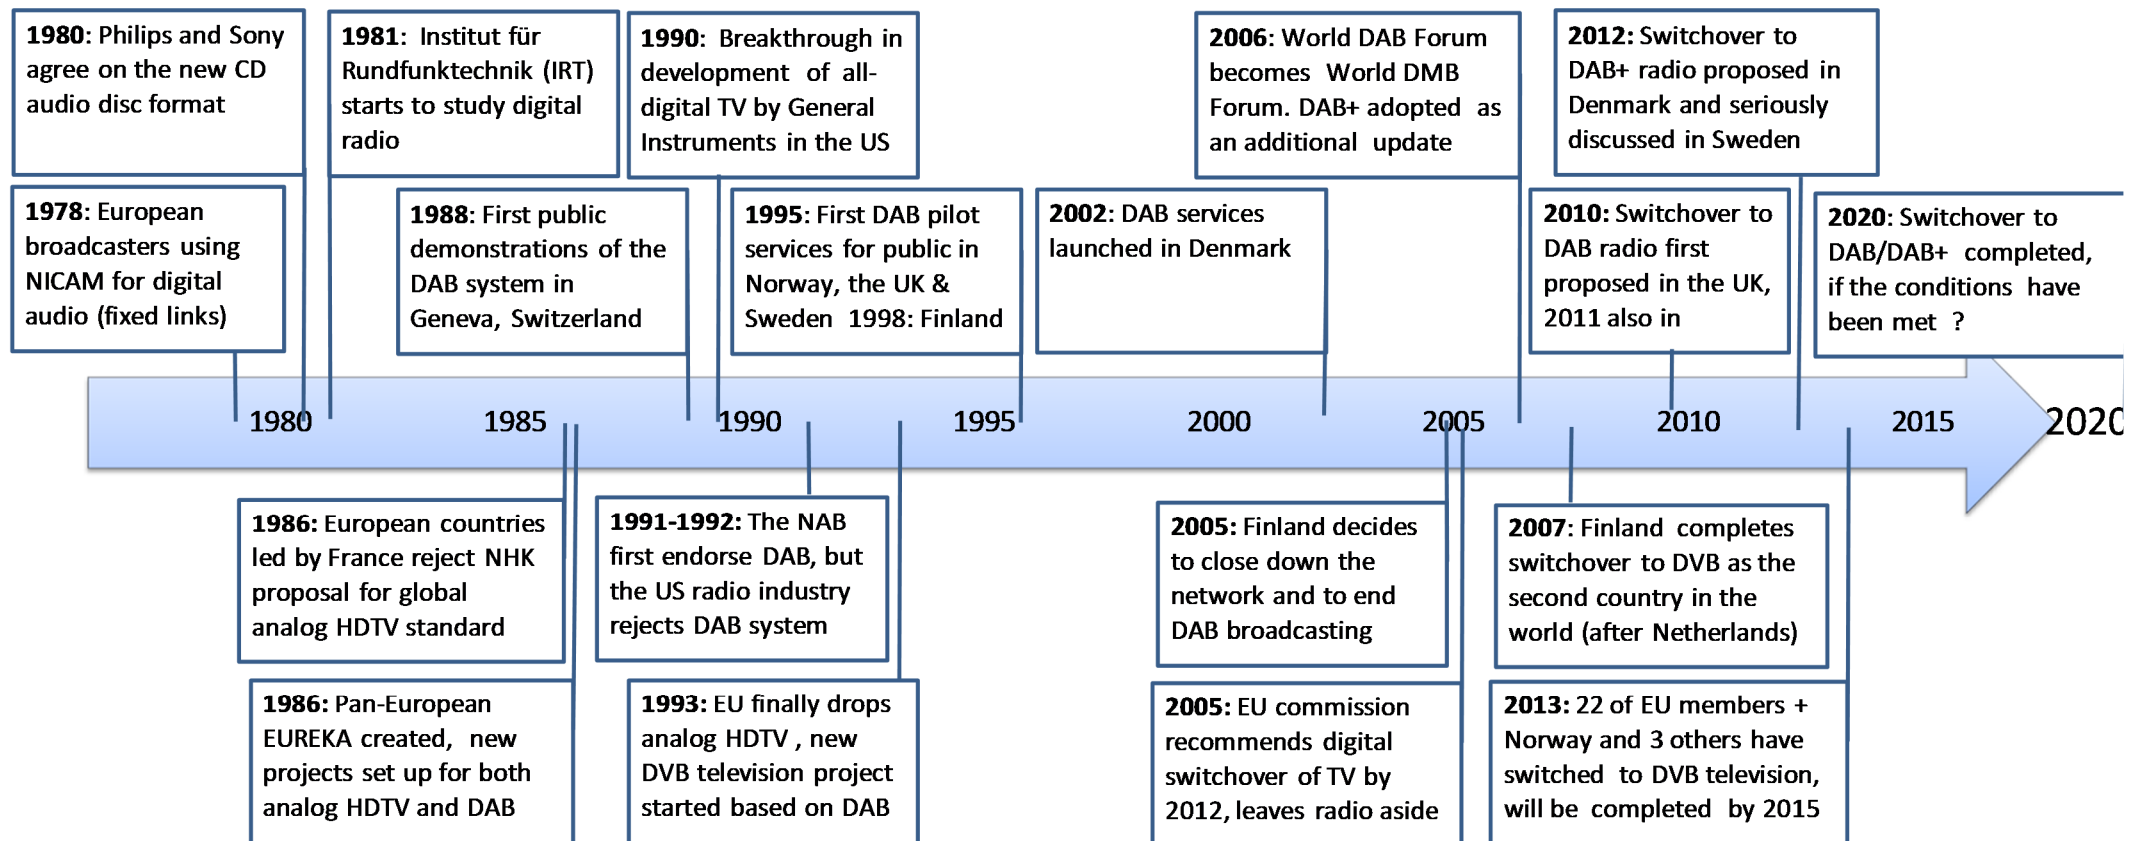 1980: Philips and Sony
agree on the new CD
audio disc format
1981: Institut für
Rundfunktechnik (IRT)
starts to study digital
radio
1990: Breakthrough in
development of all-
digital TV by General
Instruments in the US
2006: World DAB Forum
becomes World DMB
Forum. DAB+ adopted as
an additional update
2012: Switchover to
DAB+ radio proposed in
Denmark and seriously
discussed in Sweden
1978: European
broadcasters using
NICAM for digital
audio (fixed links)
1988: First public
demonstrations of the
DAB system in
Geneva, Switzerland
1995: First DAB pilot
services for public in
Norway, the UK &
Sweden 1998: Finland
2002: DAB services
launched in Denmark
2010: Switchover to
DAB radio first
proposed in the UK,
2011 also in
2020: Switchover to
DAB/DAB+ completed,
if the conditions have
been met ?
1980 1985 1990 1995 2000 2005 2010 2015 2020
1986: European countries
led by France reject NHK
proposal for global
analog HDTV standard
1991-1992: The NAB
first endorse DAB, but
the US radio industry
rejects DAB system
2005: Finland decides
to close down the
network and to end
DAB broadcasting
2007: Finland completes
switchover to DVB as the
second country in the
world (after Netherlands)
1986: Pan-European
EUREKA created, new
projects set up for both
analog HDTV and DAB
1993: EU finally drops
analog HDTV , new
DVB television project
started based on DAB
2005: EU commission
recommends digital
switchover of TV by
2012, leaves radio aside
2013: 22 of EU members +
Norway and 3 others have
switched to DVB television,
will be completed by 2015